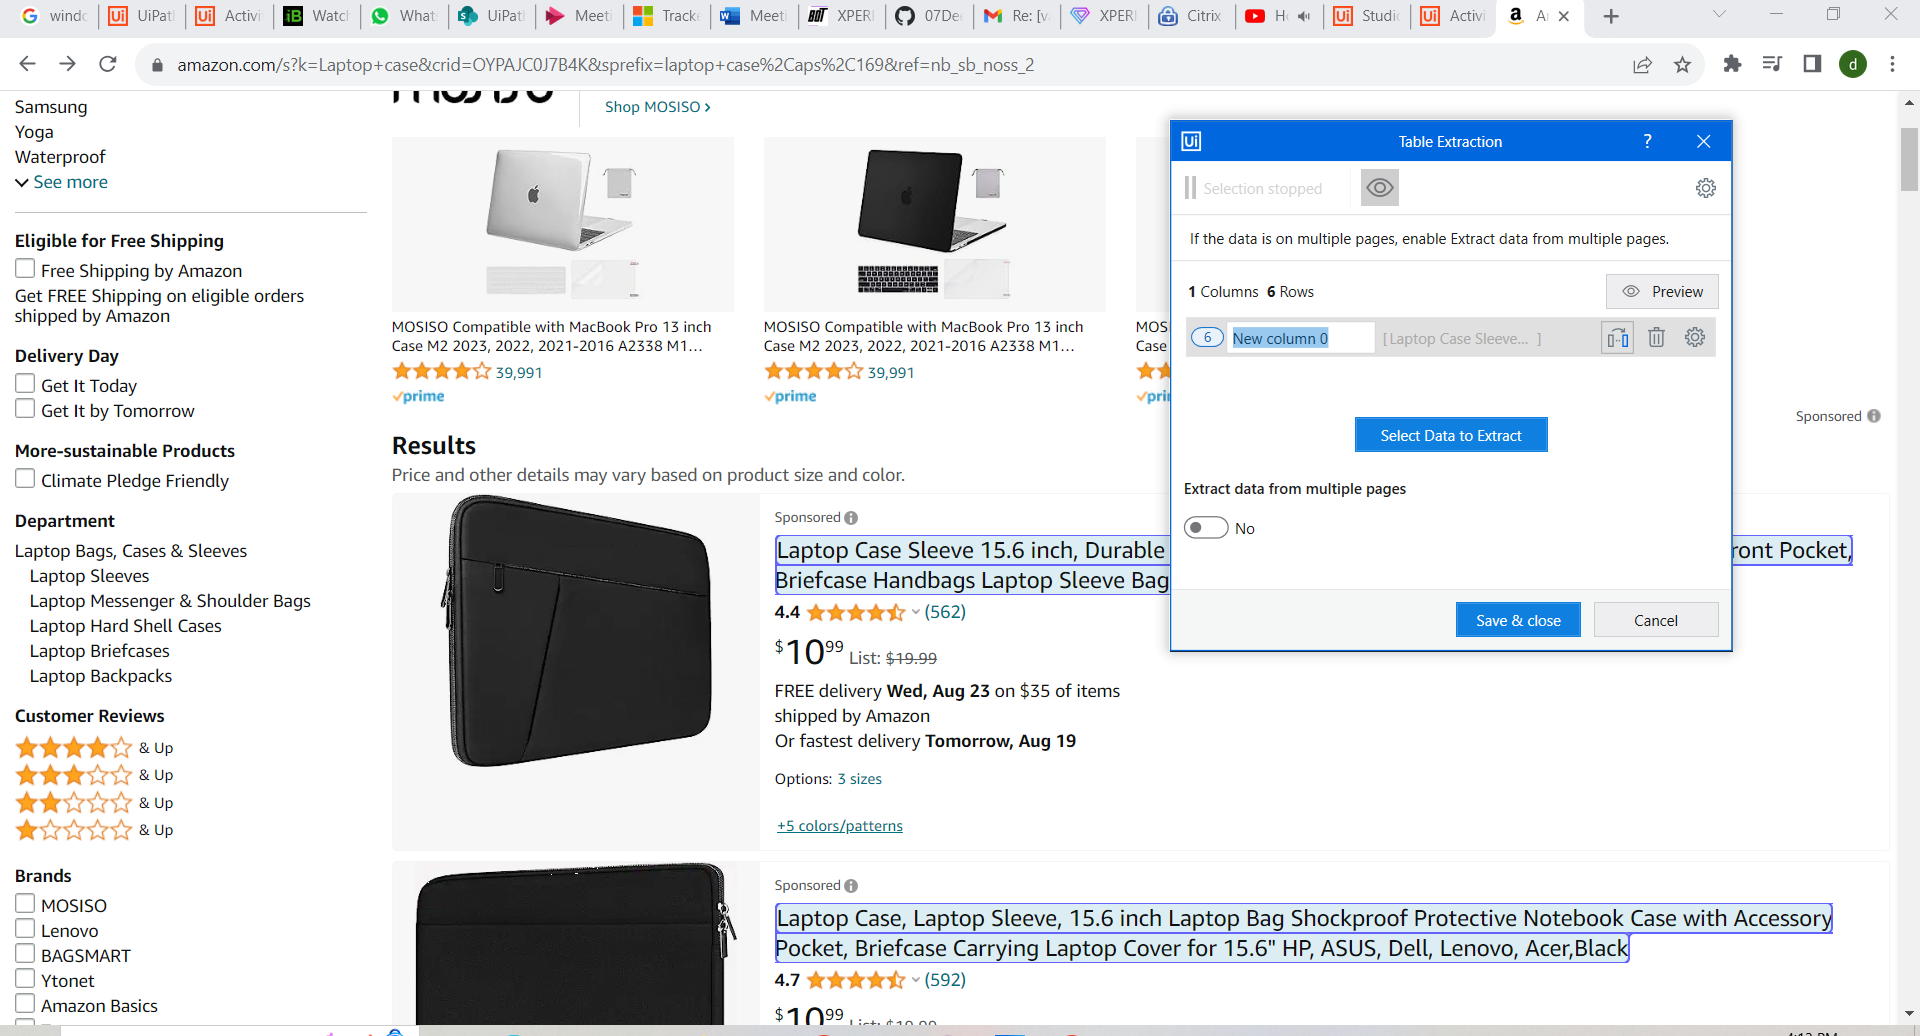 windo
UiPat
Activi
Watch
What
UiPat
Meeti
Tracke
Meeti
XPERI
07De
Re: [v
XPERI
Citrix
Studi
Activi
amazon.com/s?k=Laptop+case&crid=OYPAJC0J7B4K&sprefix=laptop+case%2Caps%2C169&ref=nb_sb_noss_2
d
Samsung
Yoga
Waterproof
See more
Eligible for Free Shipping
Free Shipping by Amazon
Get FREE Shipping on eligible orders
shipped by Amazon
Delivery Day
Get It Today
Get It by Tomorrow
More-sustainable Products
Climate Pledge Friendly
Department
Laptop Bags, Cases & Sleeves
Laptop Sleeves
Laptop Messenger & Shoulder Bags
Laptop Hard Shell Cases
Laptop Briefcases
Laptop Backpacks
Customer Reviews
& Up
& Up
& Up
& Up
Brands
MOSISO
Lenovo
BAGSMART
Ytonet
Amazon Basics
Shop MOSISO ›
MOSISO Compatible with MacBook Pro 13 inch
Case M2 2023, 2022, 2021-2016 A2338 M1...
39,991
prime
MOSISO Compatible with MacBook Pro 13 inch
Case M2 2023, 2022, 2021-2016 A2338 M1...
39,991
prime
MOS
Case
Sponsored
Results
Price and other details may vary based on product size and color.
Sponsored
Laptop Case Sleeve 15.6 inch, Durable
ront Pocket,
Briefcase Handbags Laptop Sleeve Bag
4.4 (562)
$10 99 List: $19.99
FREE delivery Wed, Aug 23 on $35 of items
shipped by Amazon
Or fastest delivery Tomorrow, Aug 19
Options: 3 sizes
+5 colors/patterns
Sponsored
Laptop Case, Laptop Sleeve, 15.6 inch Laptop Bag Shockproof Protective Notebook Case with Accessory
Pocket, Briefcase Carrying Laptop Cover for 15.6" HP, ASUS, Dell, Lenovo, Acer,Black
4.7 (592)
$10 99 List: $19.99
Ui Table Extraction ?
Selection stopped
If the data is on multiple pages, enable Extract data from multiple pages.
1 Columns 6 Rows
Preview
6 New column 0 [Laptop Case Sleeve... ]
Select Data to Extract
Extract data from multiple pages
No
Save & close
Cancel